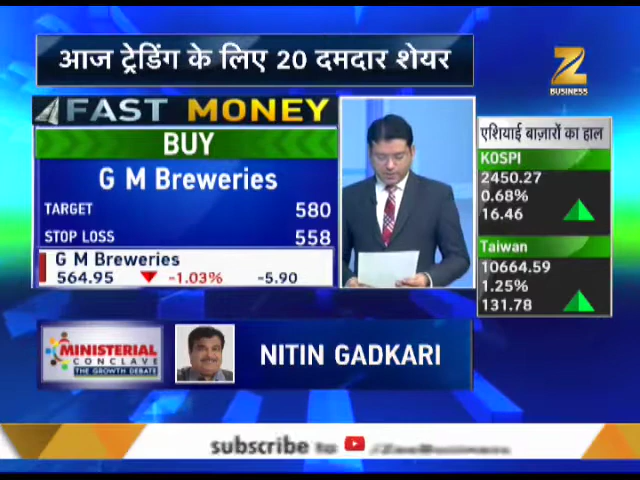 आज ट्रेडिंग के लिए 20 दमदार शेयर
Z
BUSINESS
FAST MONEY
BUY
G M Breweries
TARGET 580
STOP LOSS 558
G M Breweries
564.95 -1.03% -5.90
एशियाई बाज़ारों का हाल
KOSPI
2450.27
0.68%
16.46
Taiwan
10664.59
1.25%
131.78
MINISTERIAL
CONCLAVE
THE GROWTH DEBATE
NITIN GADKARI
subscribe to /ZeeBusiness